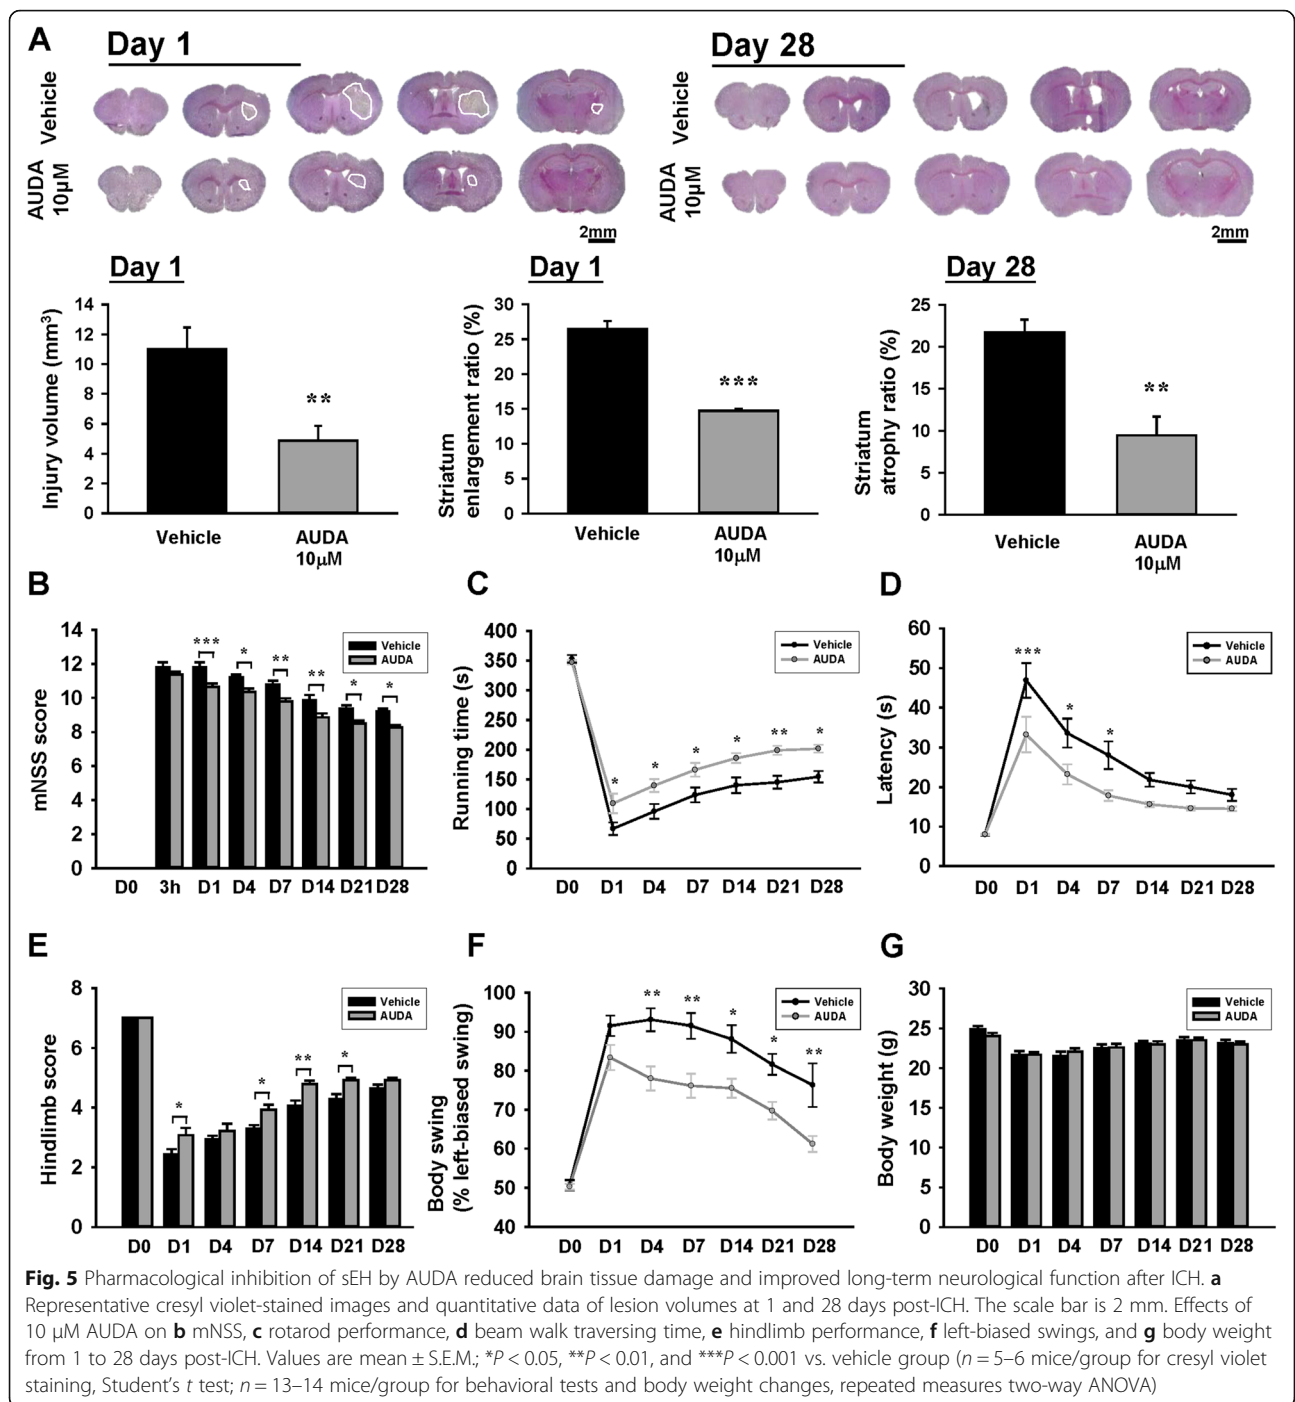 A
Day 1
Day 28
Vehicle
AUDA
10µM
2mm
Vehicle
AUDA
10µM
2mm
Day 1
Injury volume (mm³)
14
12
10
8
6
4
2
0
**
Vehicle
AUDA
10µM
Day 1
Striatum
enlargement ratio (%)
30
25
20
15
10
5
0
***
Vehicle
AUDA
10µM
Day 28
Striatum
atrophy ratio (%)
25
20
15
10
5
0
**
Vehicle
AUDA
10µM
B
mNSS score
14
12
10
8
6
4
2
0
*** * ** ** * *
Vehicle
AUDA
D0 3h D1 D4 D7 D14 D21 D28
C
Running time (s)
400
350
300
250
200
150
100
50
0
* * * * ** *
Vehicle
AUDA
D0 D1 D4 D7 D14 D21 D28
D
Latency (s)
60
50
40
30
20
10
0
*** * *
Vehicle
AUDA
D0 D1 D4 D7 D14 D21 D28
E
Hindlimb score
8
6
4
2
0
* * ** *
Vehicle
AUDA
D0 D1 D4 D7 D14 D21 D28
F
Body swing
(% left-biased swing)
100
90
80
70
60
50
40
** ** * * **
Vehicle
AUDA
D0 D1 D4 D7 D14 D21 D28
G
Body weight (g)
30
25
20
15
10
5
0
Vehicle
AUDA
D0 D1 D4 D7 D14 D21 D28
Fig. 5 Pharmacological inhibition of sEH by AUDA reduced brain tissue damage and improved long-term neurological function after ICH. a
Representative cresyl violet-stained images and quantitative data of lesion volumes at 1 and 28 days post-ICH. The scale bar is 2 mm. Effects of
10 µM AUDA on b mNSS, c rotarod performance, d beam walk traversing time, e hindlimb performance, f left-biased swings, and g body weight
from 1 to 28 days post-ICH. Values are mean ± S.E.M.; *P < 0.05, **P < 0.01, and ***P < 0.001 vs. vehicle group (n = 5–6 mice/group for cresyl violet
staining, Student's t test; n = 13–14 mice/group for behavioral tests and body weight changes, repeated measures two-way ANOVA)